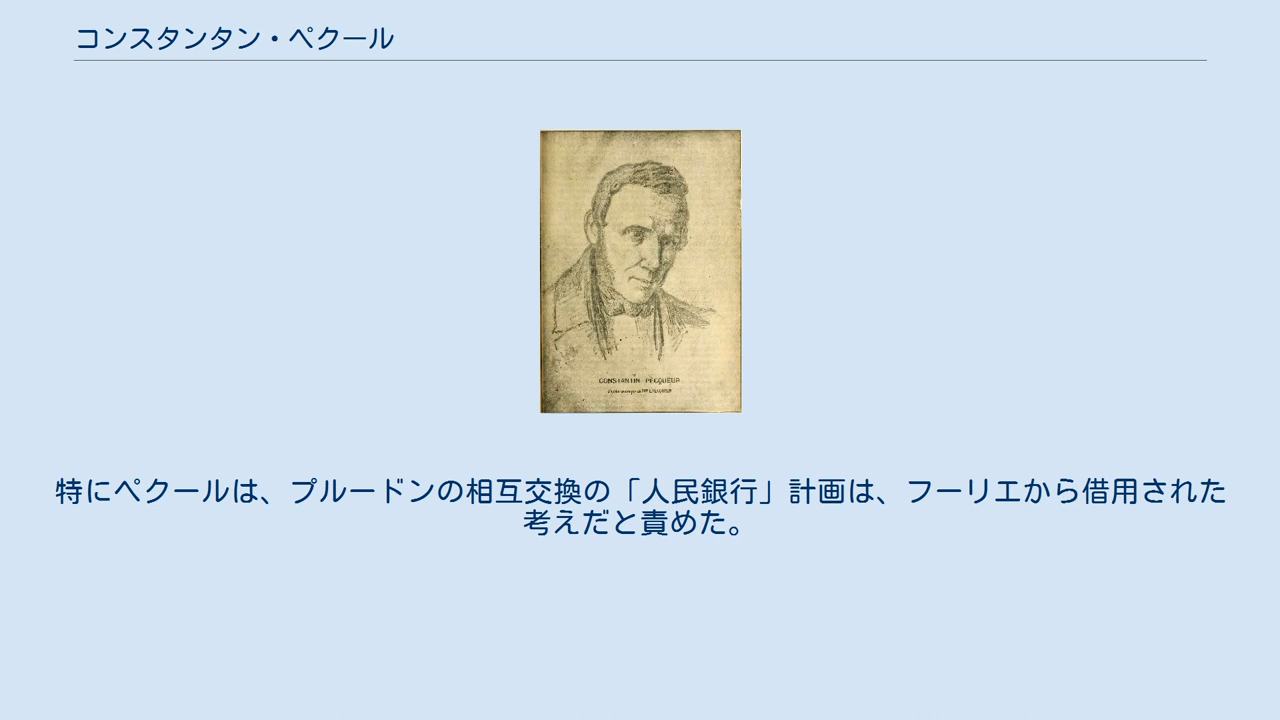 コンスタンタン・ペクール
CONSTANTIN PECQUEUR
特にペクールは、プルードンの相互交換の「人民銀行」計画は、フーリエから借用された
考えだと責めた。